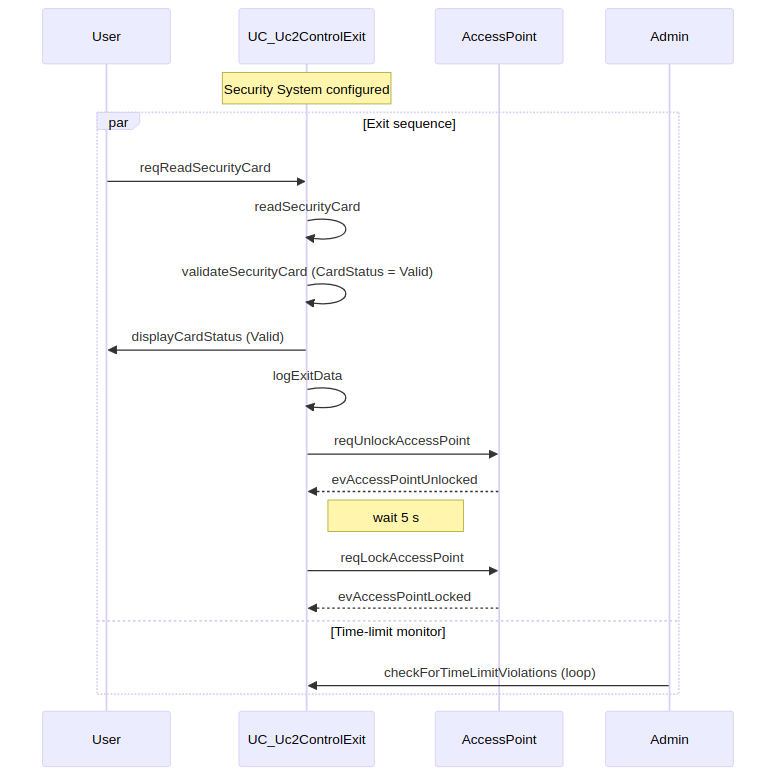 User
UC_Uc2ControlExit
AccessPoint
Admin
Security System configured
par
[Exit sequence]
reqReadSecurityCard
readSecurityCard
validateSecurityCard (CardStatus = Valid)
displayCardStatus (Valid)
logExitData
reqUnlockAccessPoint
evAccessPointUnlocked
wait 5 s
reqLockAccessPoint
evAccessPointLocked
[Time-limit monitor]
checkForTimeLimitViolations (loop)
User
UC_Uc2ControlExit
AccessPoint
Admin